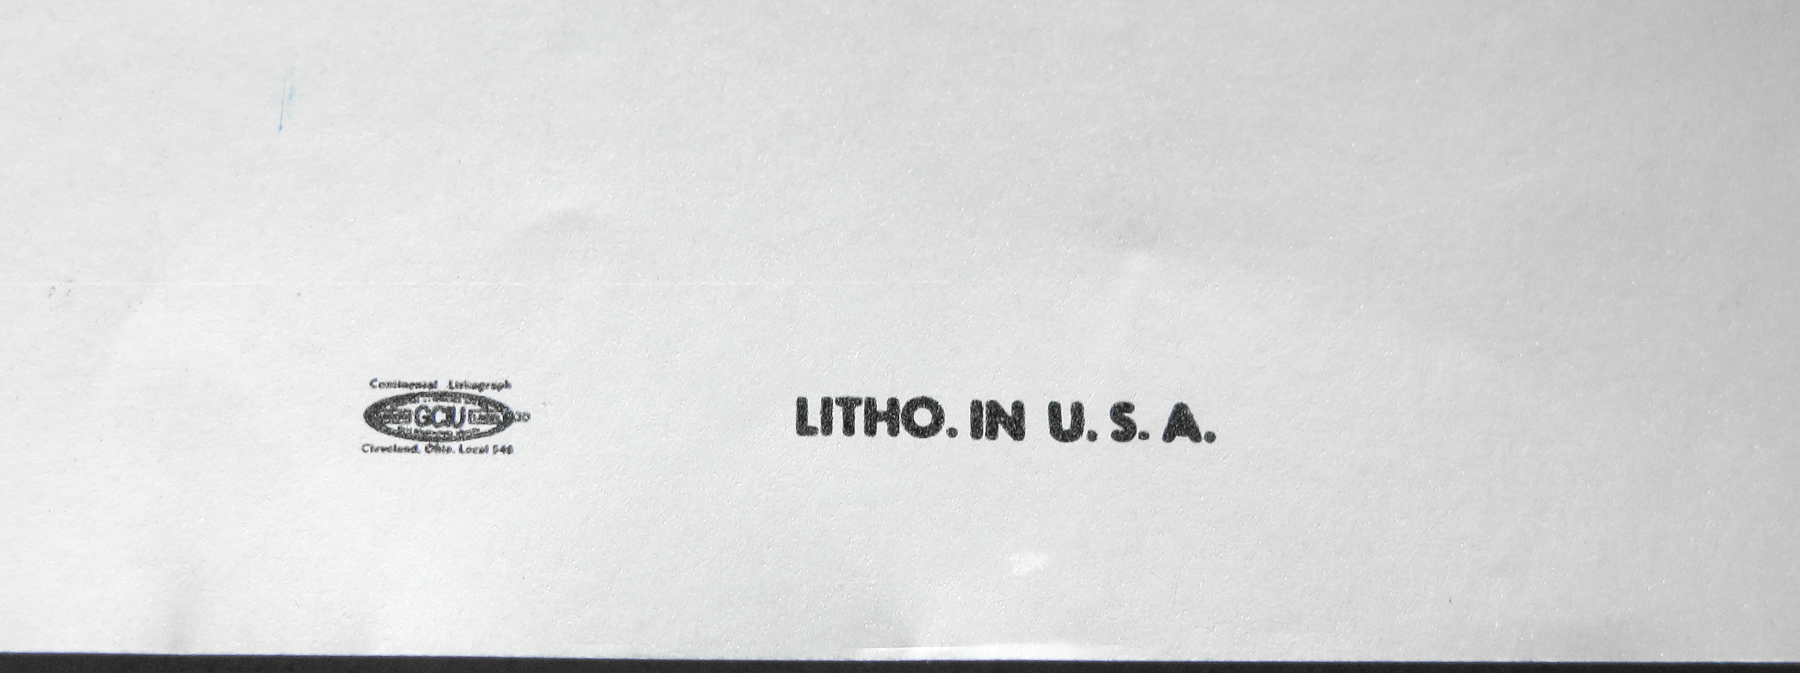 Continental Lithograph
GCIU
Cleveland, Ohio. Local 546
LITHO. IN U. S. A.